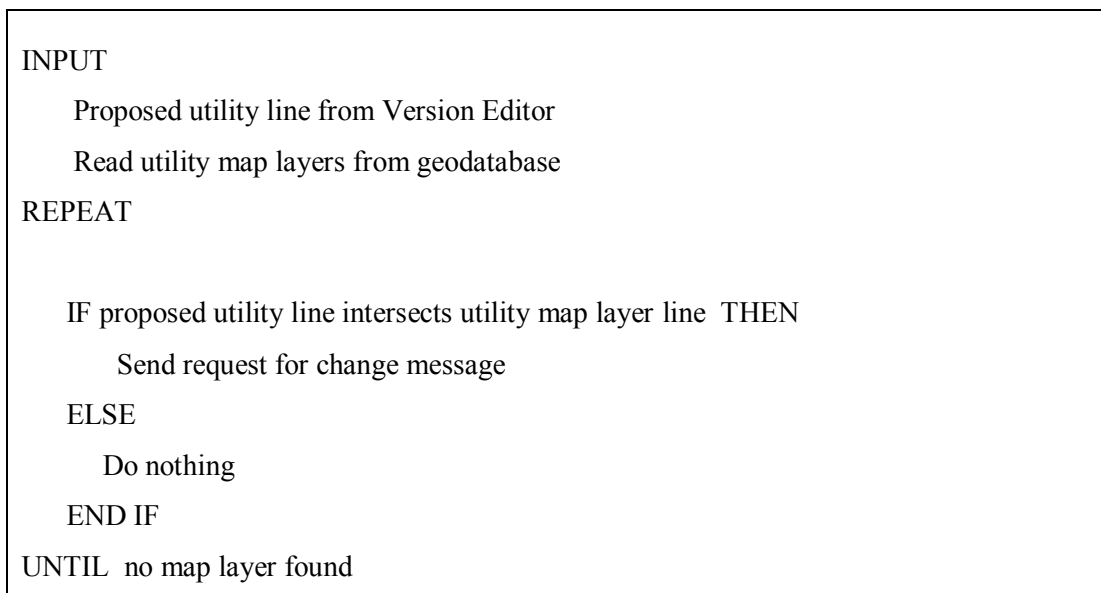 INPUT
Proposed utility line from Version Editor
Read utility map layers from geodatabase
REPEAT
IF proposed utility line intersects utility map layer line THEN
Send request for change message
ELSE
Do nothing
END IF
UNTIL no map layer found